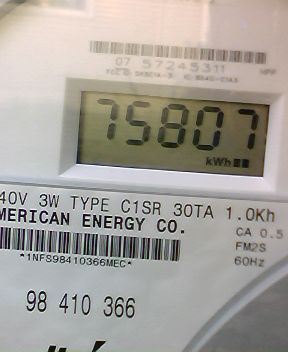 07 57245311
75807
kWh
40V 3W TYPE C1SR 30TA 1.0Kh
MERICAN ENERGY CO.
CA 0.5
FM2S
*1NFS98410366MEC*
60Hz
98 410 366